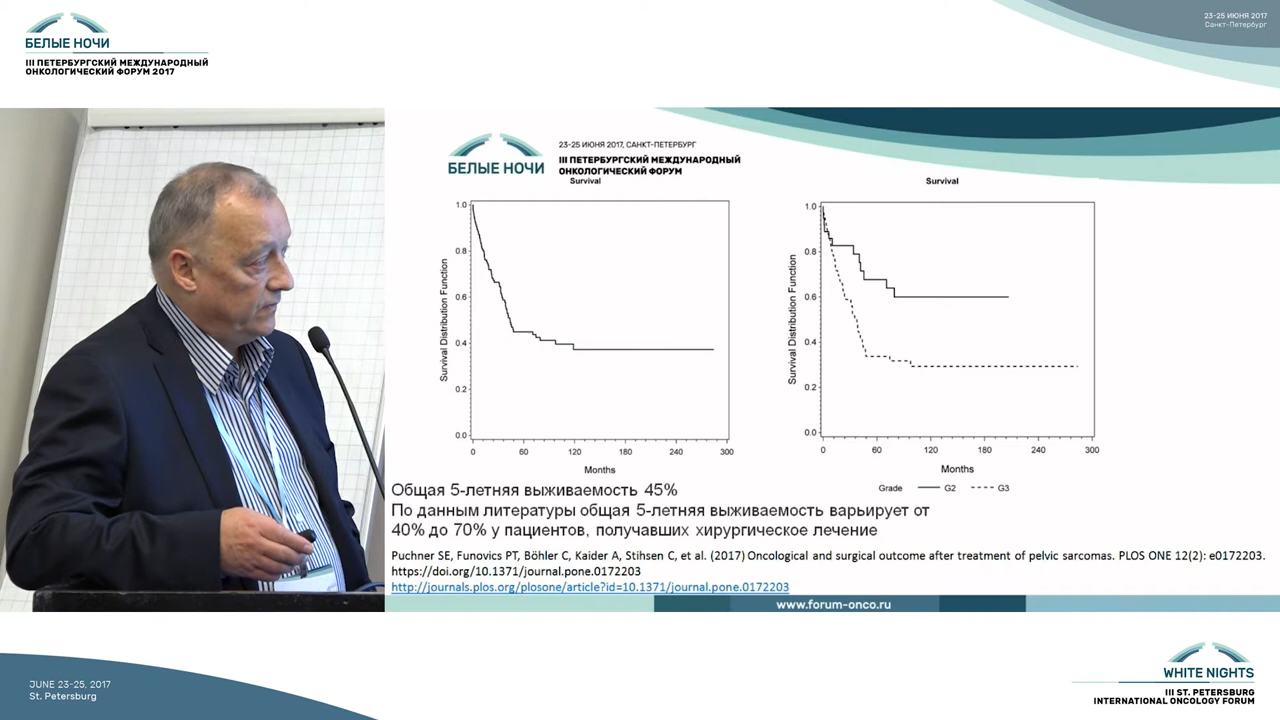 БЕЛЫЕ НОЧИ
III ПЕТЕРБУРГСКИЙ МЕЖДУНАРОДНЫЙ
ОНКОЛОГИЧЕСКИЙ ФОРУМ 2017
23-25 ИЮНЯ 2017
Санкт-Петербург
БЕЛЫЕ НОЧИ
23-25 ИЮНЯ 2017, САНКТ-ПЕТЕРБУРГ
III ПЕТЕРБУРГСКИЙ МЕЖДУНАРОДНЫЙ
ОНКОЛОГИЧЕСКИЙ ФОРУМ
Survival
1.0
0.8
0.6
0.4
0.2
0.0
Survival Distribution Function
0 60 120 180 240 300
Months
Survival
1.0
0.8
0.6
0.4
0.2
0.0
Survival Distribution Function
0 60 120 180 240 300
Months
Grade G2 G3
Общая 5-летняя выживаемость 45%
По данным литературы общая 5-летняя выживаемость варьирует от
40% до 70% у пациентов, получавших хирургическое лечение
Puchner SE, Funovics PT, Böhler C, Kaider A, Stihsen C, et al. (2017) Oncological and surgical outcome after treatment of pelvic sarcomas. PLOS ONE 12(2): e0172203.
https://doi.org/10.1371/journal.pone.0172203
http://journals.plos.org/plosone/article?id=10.1371/journal.pone.0172203
www.forum-onco.ru
JUNE 23-25, 2017
St. Petersburg
WHITE NIGHTS
III ST. PETERSBURG
INTERNATIONAL ONCOLOGY FORUM